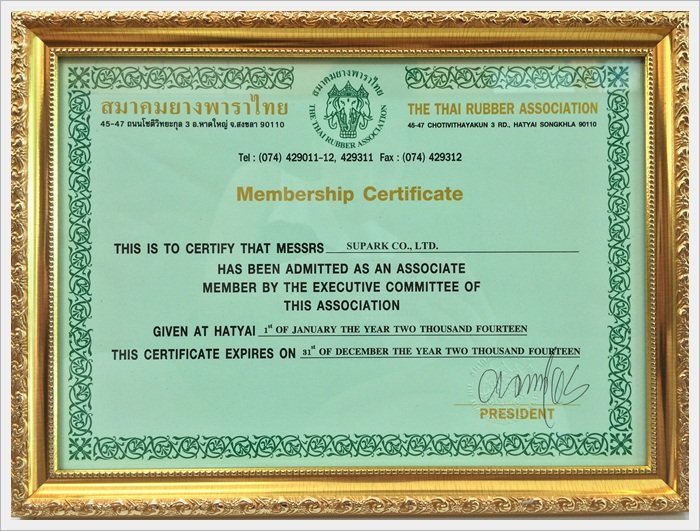 สมาคมยางพาราไทย
45-47 ถนนโชติวิทยะกุล 3 อ.หาดใหญ่ จ.สงขลา 90110
สมาคมยางพาราไทย
THE THAI RUBBER ASSOCIATION
THE THAI RUBBER ASSOCIATION
45-47 CHOTIVITHAYAKUN 3 RD., HATYAI SONGKHLA 90110
Tel : (074) 429011-12, 429311 Fax : (074) 429312
Membership Certificate
THIS IS TO CERTIFY THAT MESSRS SUPARK CO., LTD.
HAS BEEN ADMITTED AS AN ASSOCIATE
MEMBER BY THE EXECUTIVE COMMITTEE OF
THIS ASSOCIATION
GIVEN AT HATYAI 1st OF JANUARY THE YEAR TWO THOUSAND FOURTEEN
THIS CERTIFICATE EXPIRES ON 31st OF DECEMBER THE YEAR TWO THOUSAND FOURTEEN
PRESIDENT